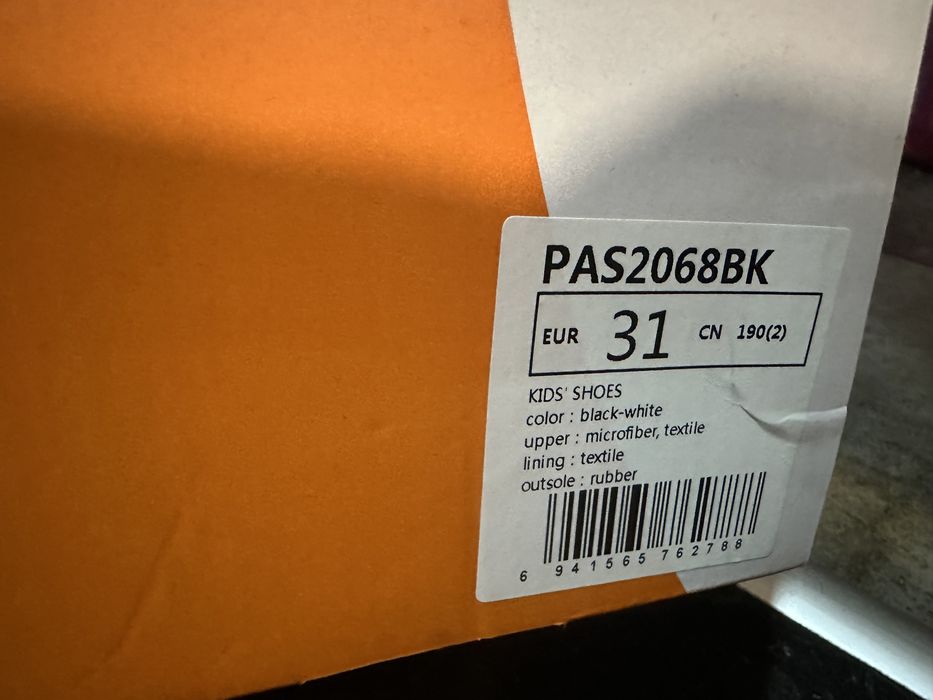 PAS2068BK
EUR 31 CN 190(2)
KIDS' SHOES
color : black-white
upper : microfiber, textile
lining : textile
outsole : rubber
6 941565 762788